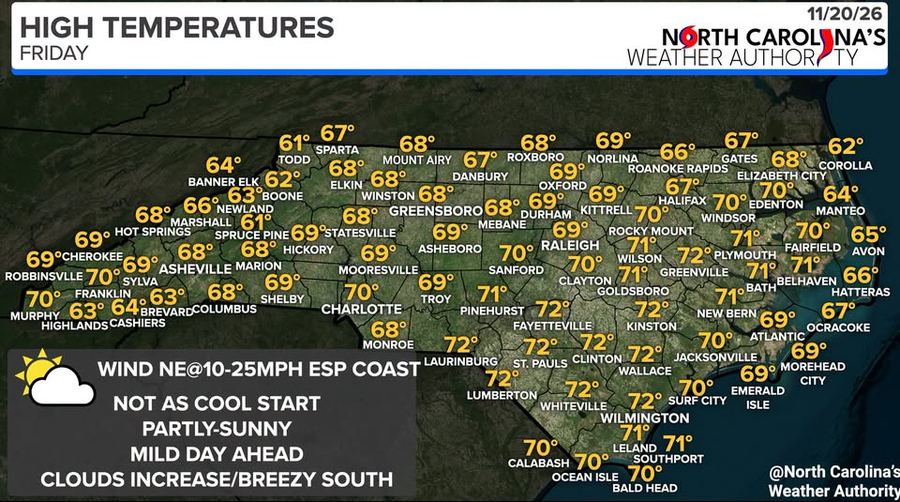 HIGH TEMPERATURES
FRIDAY
11/20/26
NORTH CAROLINA'S
WEATHER AUTHORITY
61°
TODD
67°
SPARTA
68°
MOUNT AIRY
67°
DANBURY
68°
ROXBORO
69°
NORLINA
66°
ROANOKE RAPIDS
67°
GATES
68°
ELIZABETH CITY
62°
COROLLA
64°
BANNER ELK
62°
BOONE
68°
ELKIN
68°
WINSTON
68°
GREENSBORO
69°
OXFORD
63°
NEWLAND
66°
MARSHALL
68°
HOT SPRINGS
61°
SPRUCE PINE
69°
HICKORY
68°
STATESVILLE
68°
MEBANE
69°
DURHAM
69°
KITTRELL
67°
HALIFAX
70°
WINDSOR
70°
EDENTON
64°
MANTEO
69°
CHEROKEE
68°
ASHEVILLE
68°
MARION
69°
MOORESVILLE
69°
ASHEBORO
69°
RALEIGH
70°
ROCKY MOUNT
71°
WILSON
72°
GREENVILLE
71°
PLYMOUTH
70°
FAIRFIELD
65°
AVON
69°
ROBBINSVLLE
70°
FRANKLIN
69°
SYLVA
70°
SANFORD
70°
CLAYTON
71°
GOLDSBORO
71°
BATH
71°
BELHAVEN
66°
HATTERAS
70°
MURPHY
63°
HIGHLANDS
64°
CASHIERS
63°
BREVARD
68°
COLUMBUS
69°
SHELBY
70°
CHARLOTTE
69°
TROY
71°
PINEHURST
72°
FAYETTEVILLE
72°
KINSTON
71°
NEW BERN
69°
ATLANTIC
67°
OCRACOKE
68°
MONROE
72°
LAURINBURG
72°
ST. PAULS
72°
CLINTON
72°
WALLACE
70°
JACKSONVILLE
69°
MOREHEAD
CITY
72°
LUMBERTON
72°
WHITEVILLE
72°
WILMINGTON
70°
SURF CITY
69°
EMERALD
ISLE
71°
LELAND
71°
SOUTHPORT
70°
CALABASH
70°
OCEAN ISLE
70°
BALD HEAD
WIND NE@10-25MPH ESP COAST
NOT AS COOL START
PARTLY-SUNNY
MILD DAY AHEAD
CLOUDS INCREASE/BREEZY SOUTH
@North Carolina's
Weather Authority